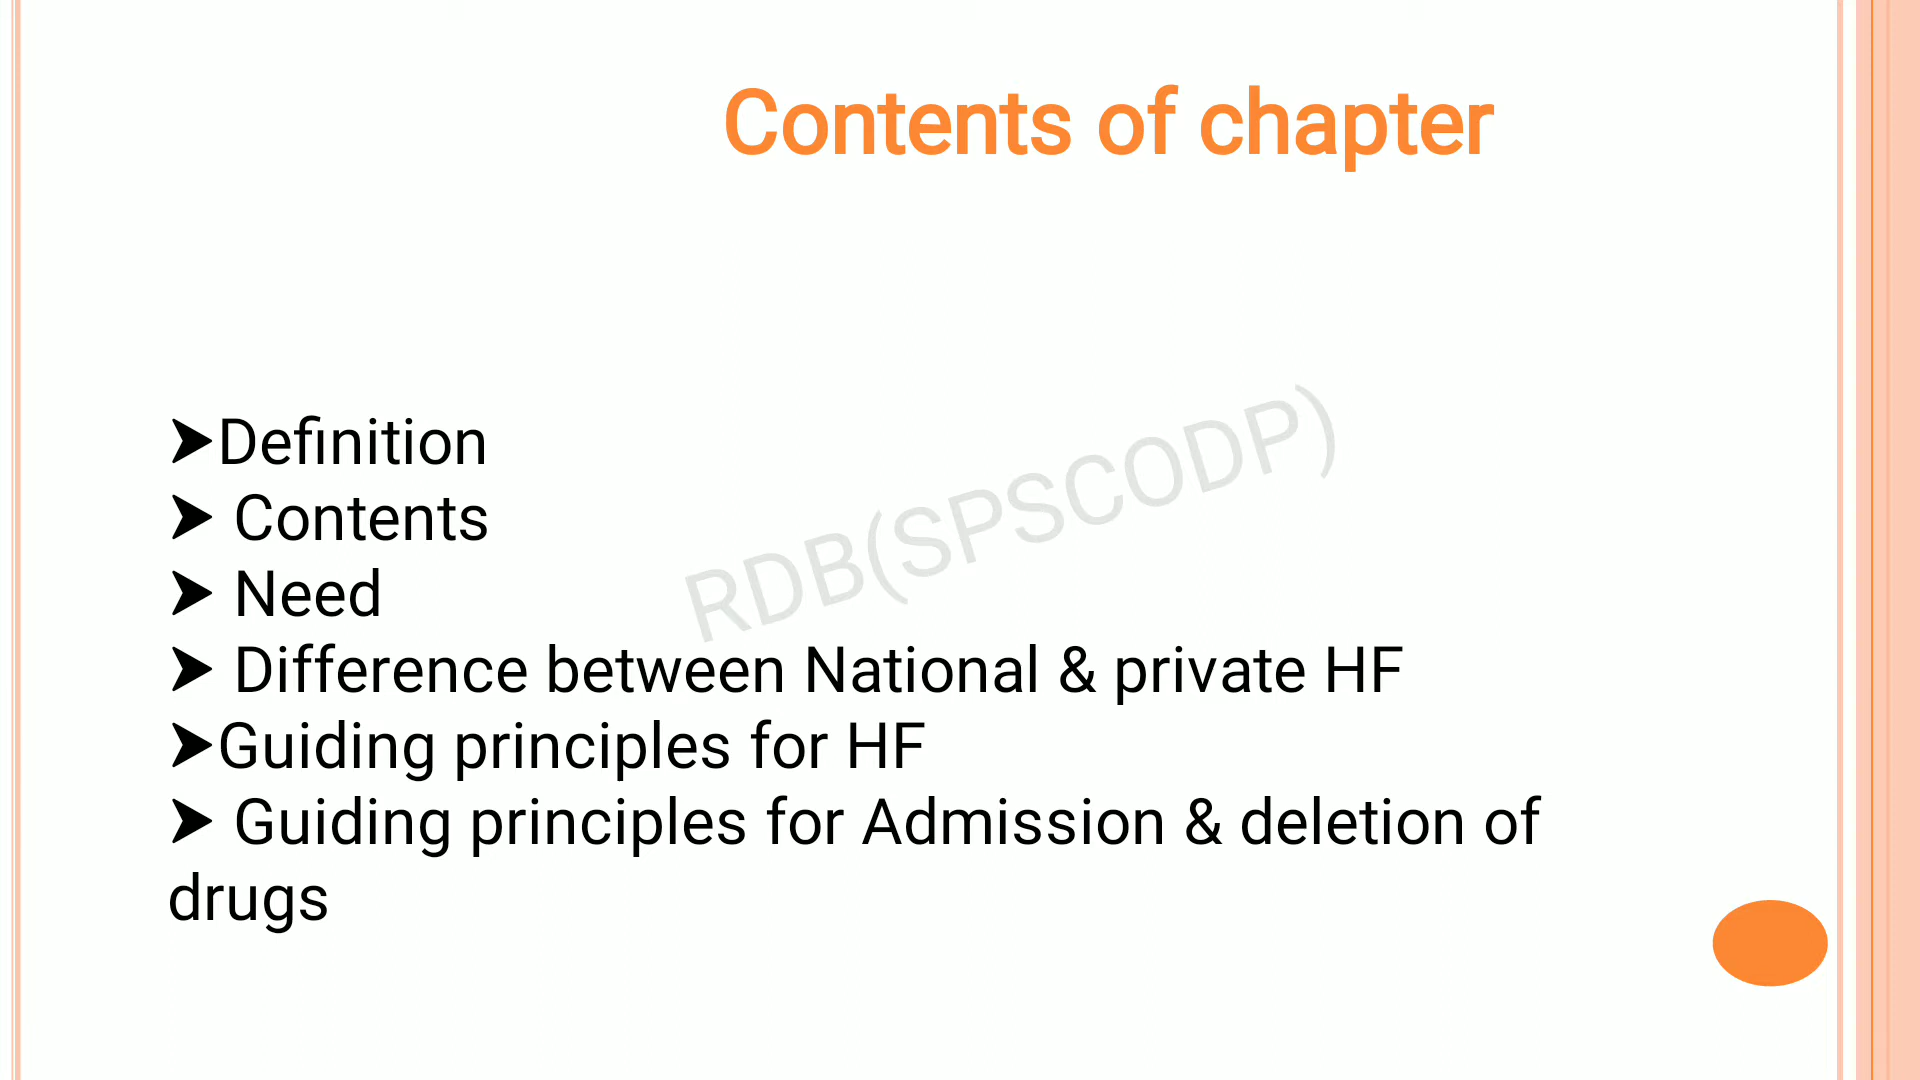 Contents of chapter
RDB(SPSCODP)
➤Definition
➤ Contents
➤ Need
➤ Difference between National & private HF
➤Guiding principles for HF
➤ Guiding principles for Admission & deletion of
drugs